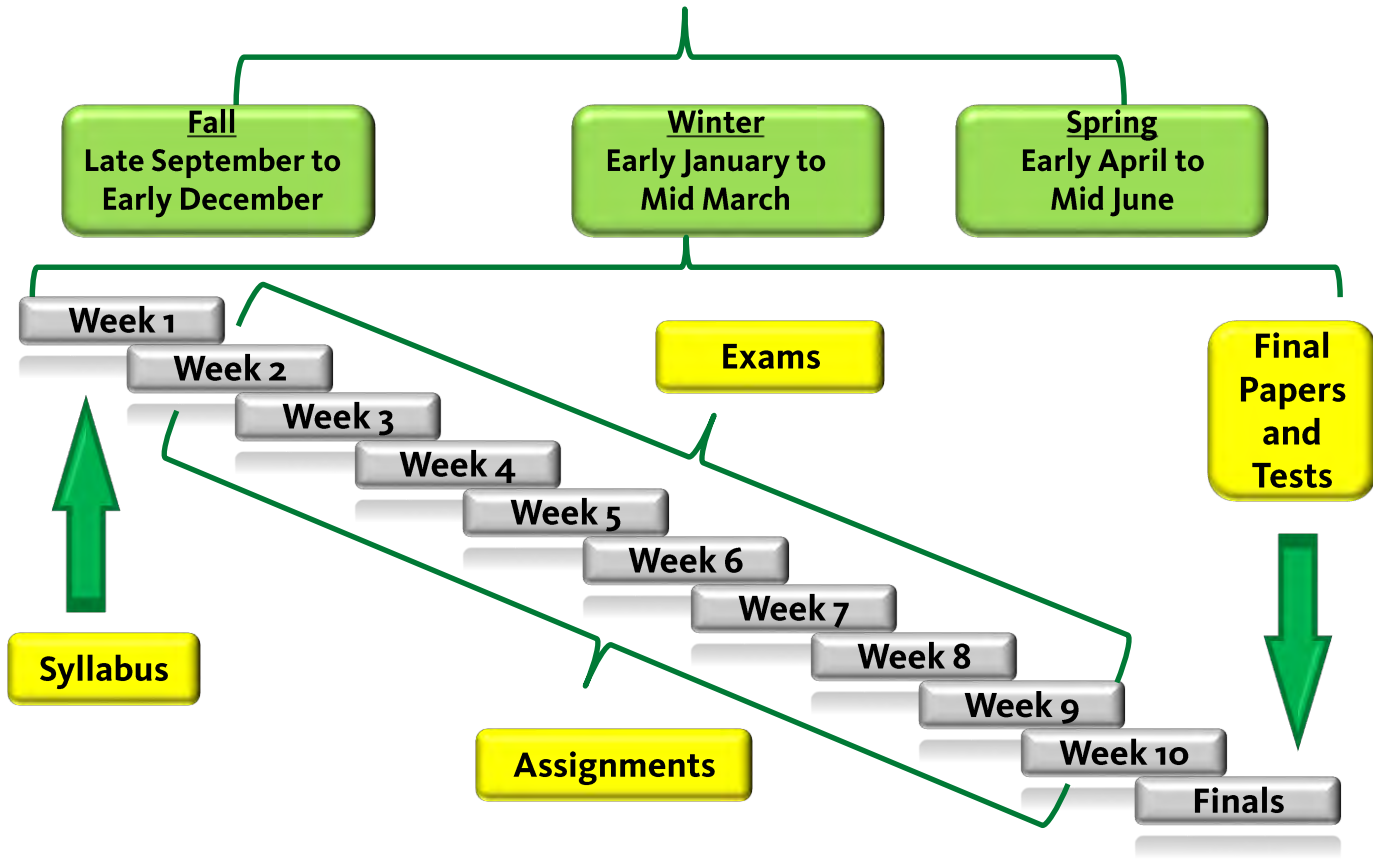 Fall
Late September to
Early December
Winter
Early January to
Mid March
Spring
Early April to
Mid June
Week 1
Week 2
Week 3
Week 4
Week 5
Week 6
Week 7
Week 8
Week 9
Week 10
Finals
Exams
Final
Papers
and
Tests
Syllabus
Assignments